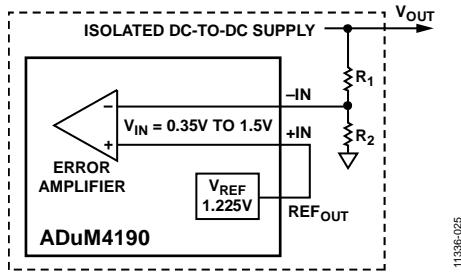 ISOLATED DC-TO-DC SUPPLY
VOUT
R1
–IN
VIN = 0.35V TO 1.5V
+IN
R2
ERROR
AMPLIFIER
VREF
1.225V
REFOUT
ADuM4190
11336-025
−
+